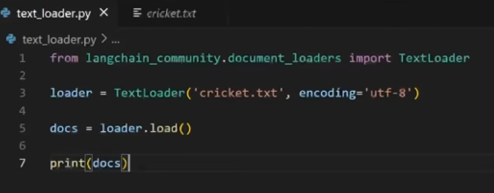 text_loader.py
cricket.txt
text_loader.py > ...
1 from langchain_community.document_loaders import TextLoader
2
3 loader = TextLoader('cricket.txt', encoding='utf-8')
4
5 docs = loader.load()
6
7 print(docs)